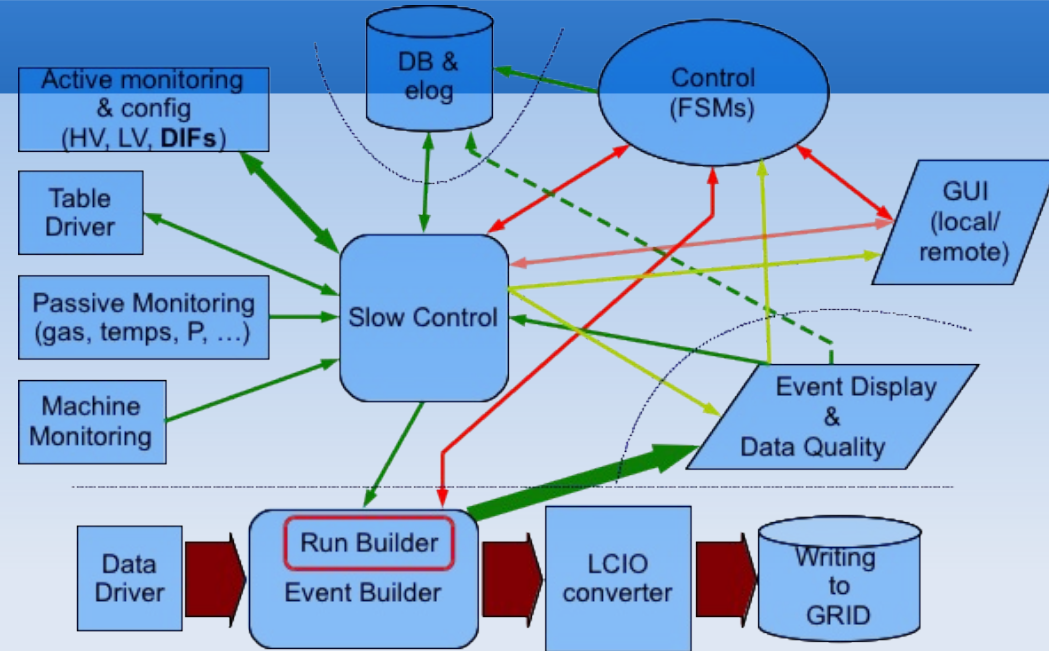 DB &
elog
Control
(FSMs)
Active monitoring
& config
(HV, LV, DIFs)
Table
Driver
GUI
(local/
remote)
Passive Monitoring
(gas, temps, P, …)
Slow Control
Machine
Monitoring
Event Display
&
Data Quality
Data
Driver
Run Builder
Event Builder
LCIO
converter
Writing
to
GRID